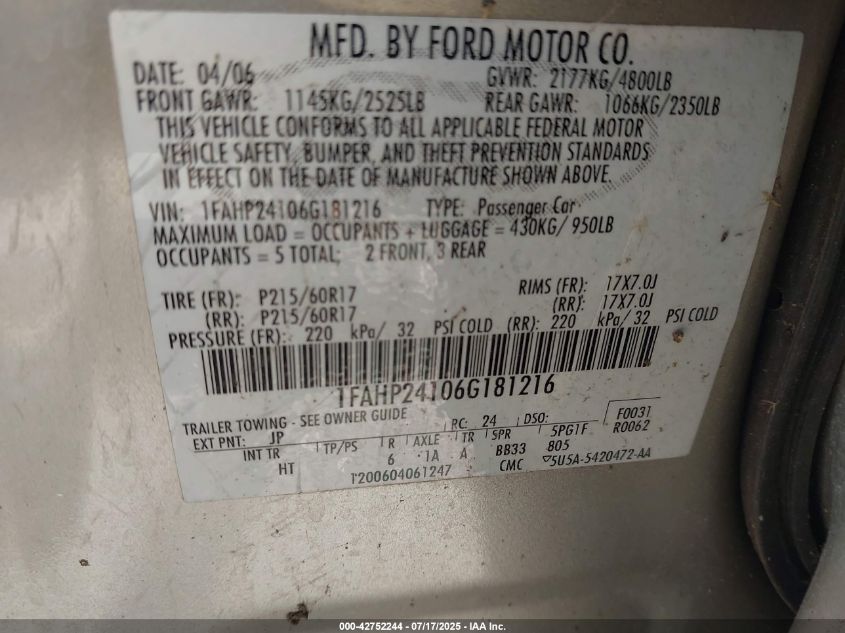 MFD. BY FORD MOTOR CO.
DATE: 04/06 GVWR: 2177KG/4800LB
FRONT GAWR: 1145KG/2525LB REAR GAWR: 1066KG/2350LB
THIS VEHICLE CONFORMS TO ALL APPLICABLE FEDERAL MOTOR
VEHICLE SAFETY, BUMPER, AND THEFT PREVENTION STANDARDS
IN EFFECT ON THE DATE OF MANUFACTURE SHOWN ABOVE.
VIN: 1FAHP24106G181216 TYPE: Passenger Car
MAXIMUM LOAD = OCCUPANTS + LUGGAGE = 430KG/ 950LB
OCCUPANTS = 5 TOTAL; 2 FRONT, 3 REAR
TIRE (FR): P215/60R17 RIMS (FR): 17X7.0J
(RR): P215/60R17 (RR): 17X7.0J
PRESSURE (FR): 220 kPa/ 32 PSI COLD (RR): 220 kPa/ 32 PSI COLD
1FAHP24106G181216
TRAILER TOWING - SEE OWNER GUIDE RC: 24 DSO: F0031
EXT PNT: JP R0062
INT TR TP/PS R AXLE TR SPR 5PG1F
HT 6 1A A BB33 805
T200604061247 CMC ▽5U5A-5420472-AA
000-42752244 - 07/17/2025 - IAA Inc.